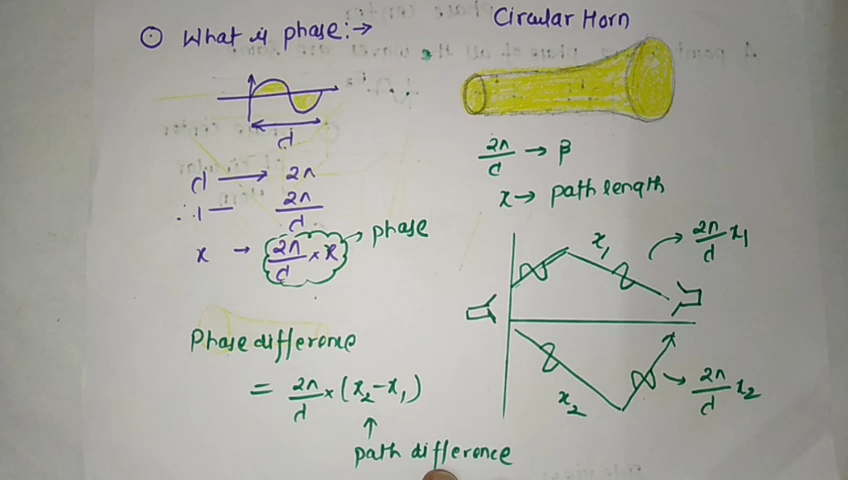 ⊙ What is phase:→
d
d → 2π
∴ 1 — 2π/d
x → 2π/d × x → phase
Phase difference
= 2π/d × (x₂-x₁)
↑
path difference
Circular Horn
2π/d → β
x → path length
x₁ → 2π/d x₁
x₂ → 2π/d x₂